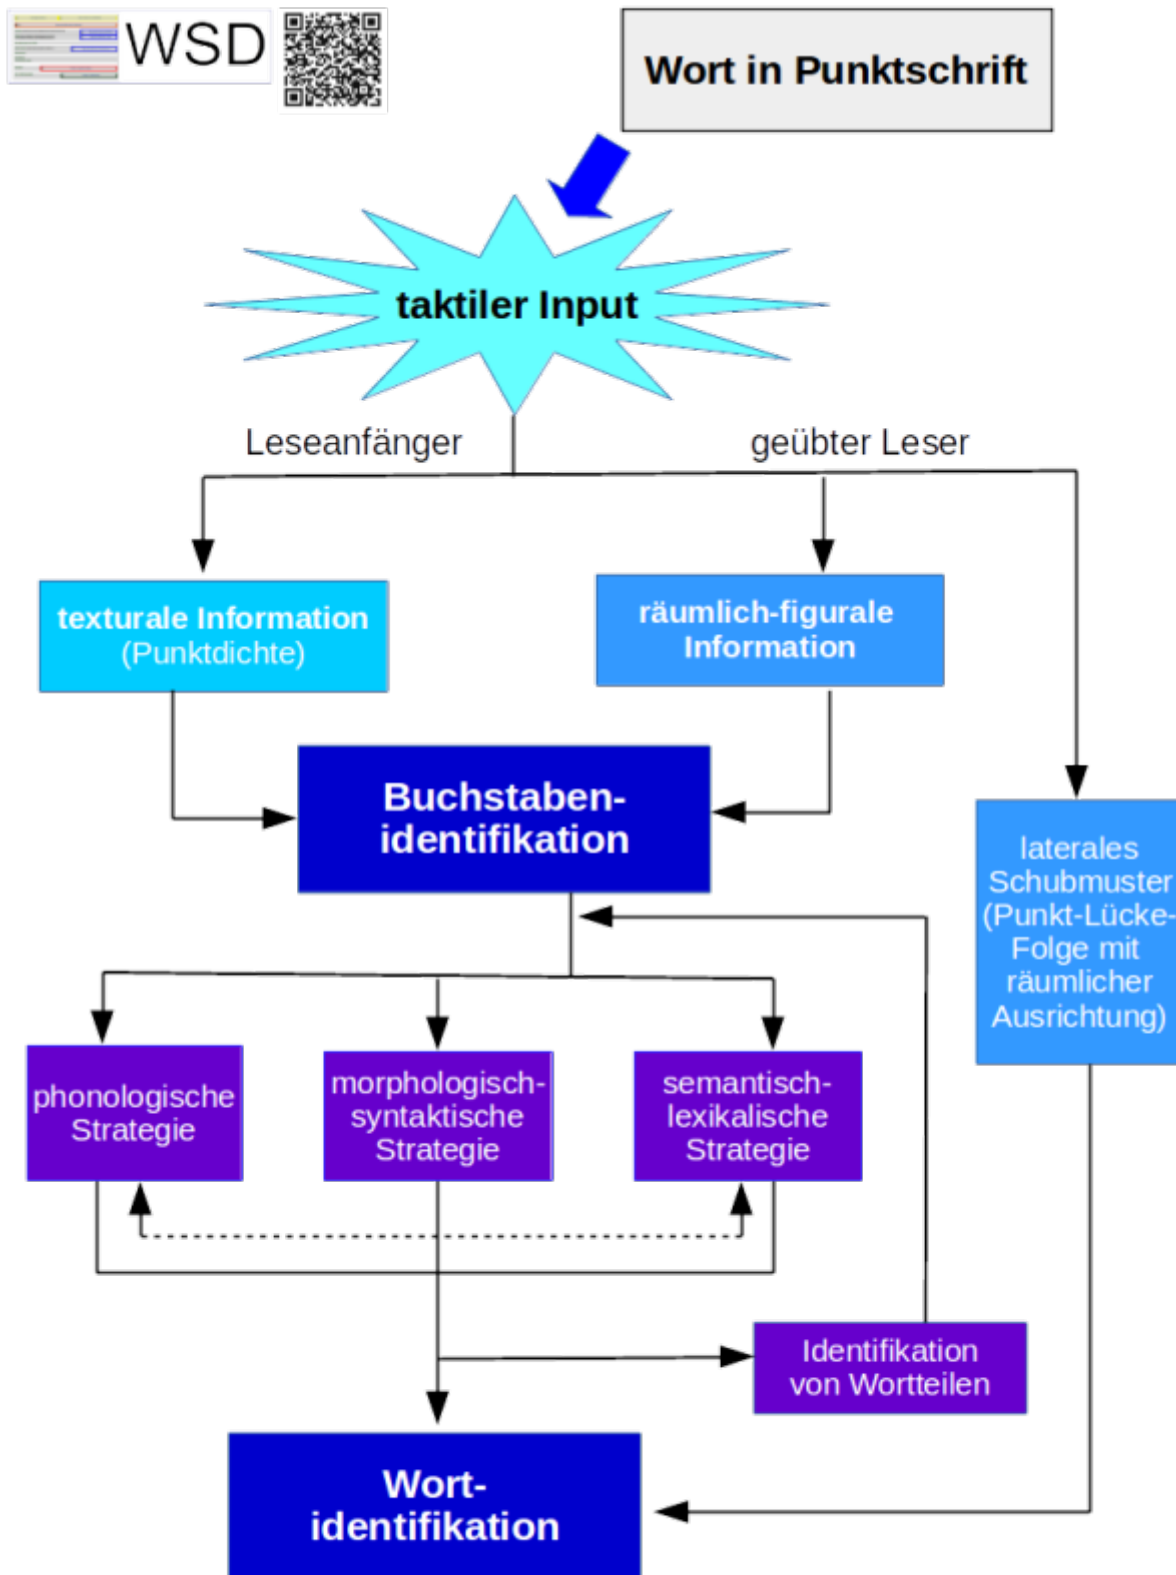 WSD
Wort in Punktschrift
taktiler Input
Leseanfänger
geübter Leser
texturale Information
(Punktdichte)
räumlich-figurale
Information
Buchstaben-
identifikation
laterales
Schubmuster
(Punkt-Lücke-
Folge mit
räumlicher
Ausrichtung)
phonologische
Strategie
morphologisch-
syntaktische
Strategie
semantisch-
lexikalische
Strategie
Identifikation
von Wortteilen
Wort-
identifikation